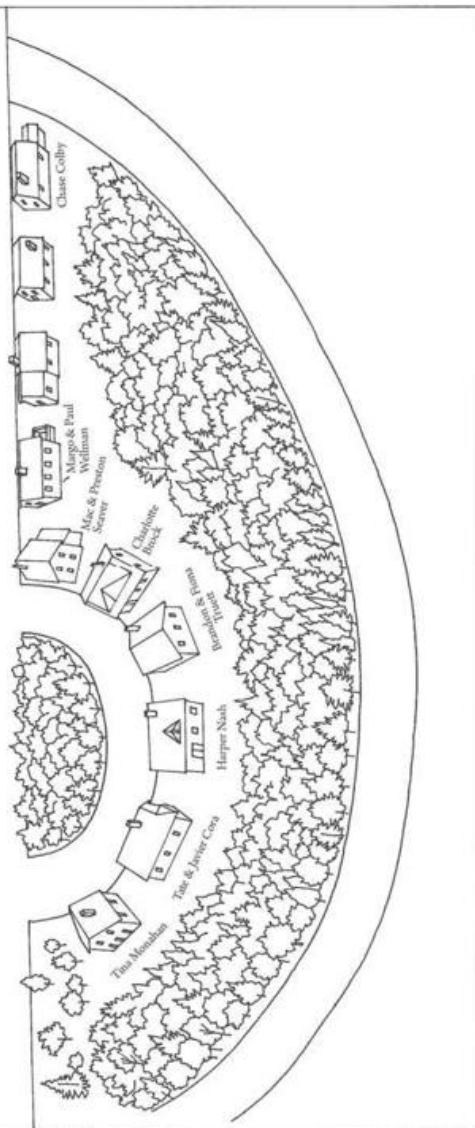 Chase Colby
Margo & Paul
Wellman
Mac & Preston
Seaver
Charlotte
Brock
Brandon & Fiona
Truett
Harper Nash
Tate & Javier Cora
Tina Monahan